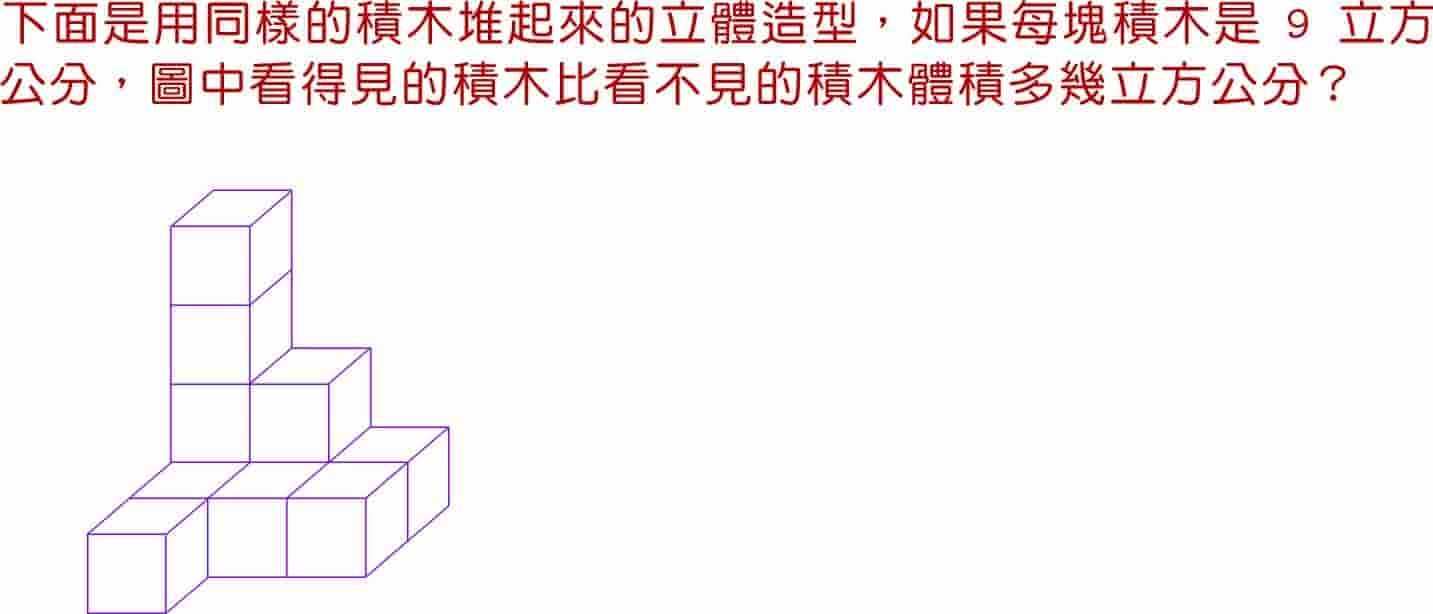 下面是用同樣的積木堆起來的立體造型，如果每塊積木是 9 立方
公分，圖中看得見的積木比看不見的積木體積多幾立方公分？